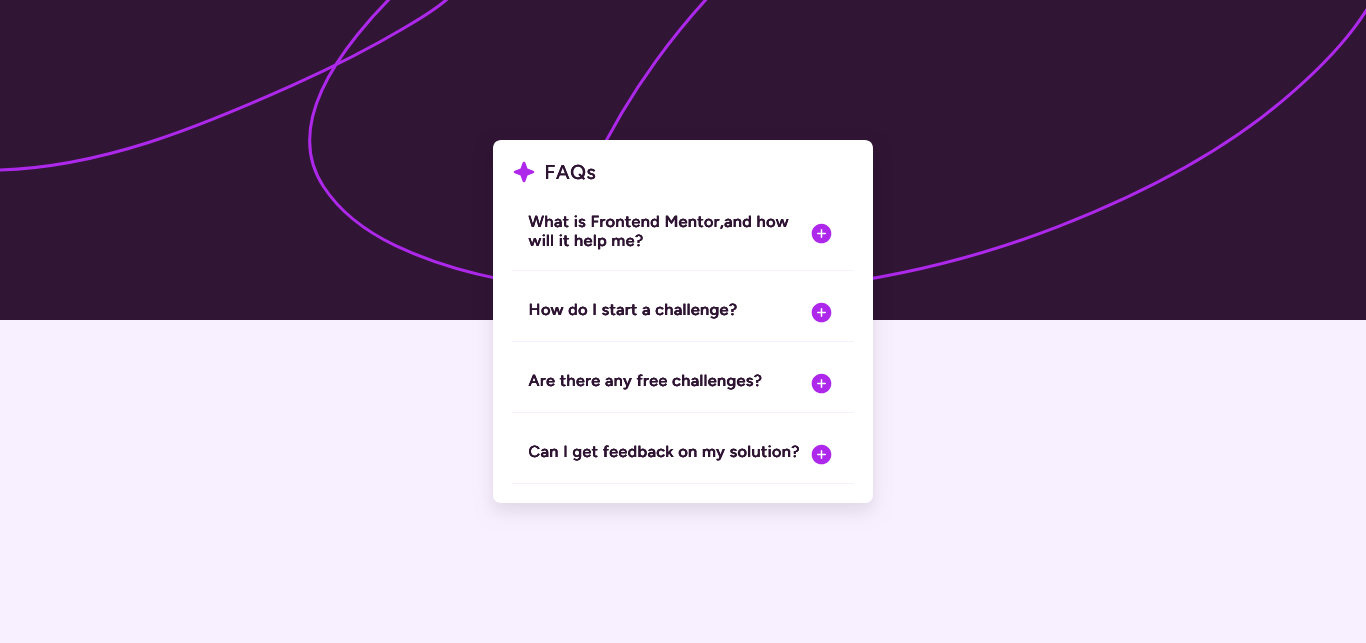 FAQs
What is Frontend Mentor,and how
will it help me?
How do I start a challenge?
Are there any free challenges?
Can I get feedback on my solution?